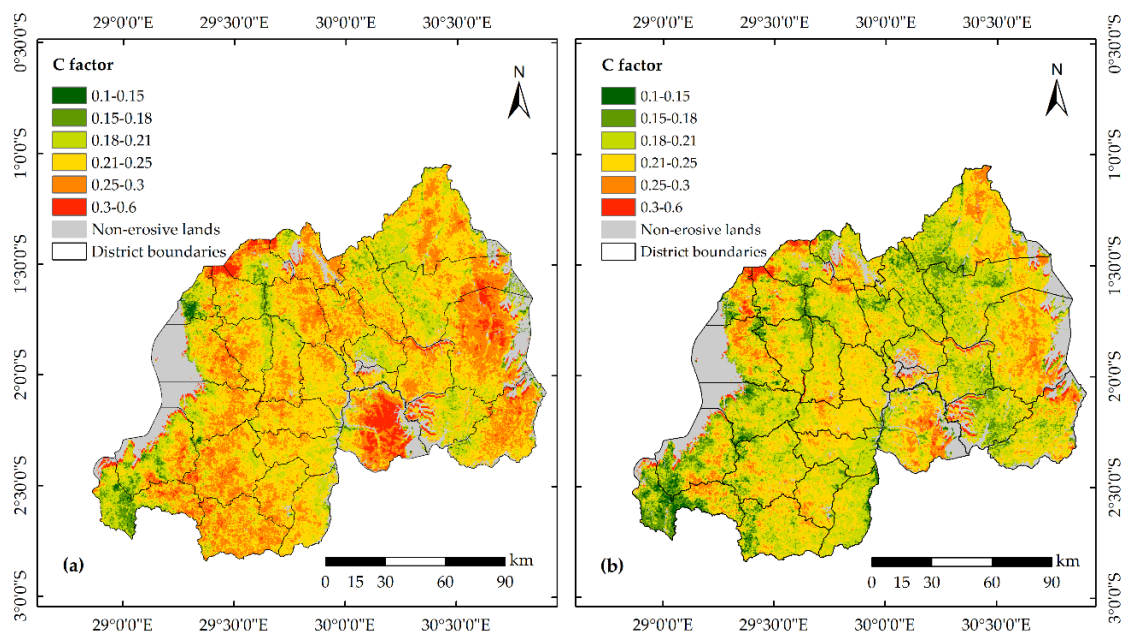 29°0'0"E 29°30'0"E 30°0'0"E 30°30'0"E
29°0'0"E 29°30'0"E 30°0'0"E 30°30'0"E
0°30'0"S
1°0'0"S
1°30'0"S
2°0'0"S
2°30'0"S
3°0'0"S
C factor
0.1-0.15
0.15-0.18
0.18-0.21
0.21-0.25
0.25-0.3
0.3-0.6
Non-erosive lands
District boundaries
N
(a)
km
0 15 30 60 90
29°0'0"E 29°30'0"E 30°0'0"E 30°30'0"E
C factor
0.1-0.15
0.15-0.18
0.18-0.21
0.21-0.25
0.25-0.3
0.3-0.6
Non-erosive lands
District boundaries
N
(b)
km
0 15 30 60 90
29°0'0"E 29°30'0"E 30°0'0"E 30°30'0"E
0°30'0"S
1°0'0"S
1°30'0"S
2°0'0"S
2°30'0"S
3°0'0"S